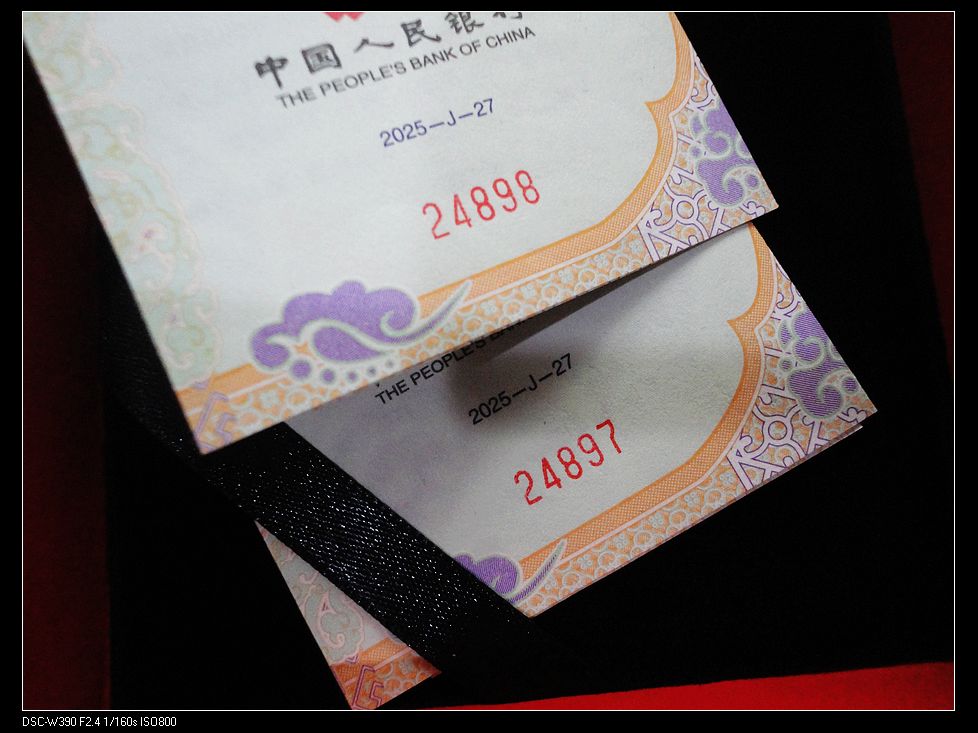 中国人民银行
THE PEOPLE'S BANK OF CHINA
2025-J-27
24898
THE PEOPLE'S
2025-J-27
24897
DSC-W390 F2.4 1/160s ISO800